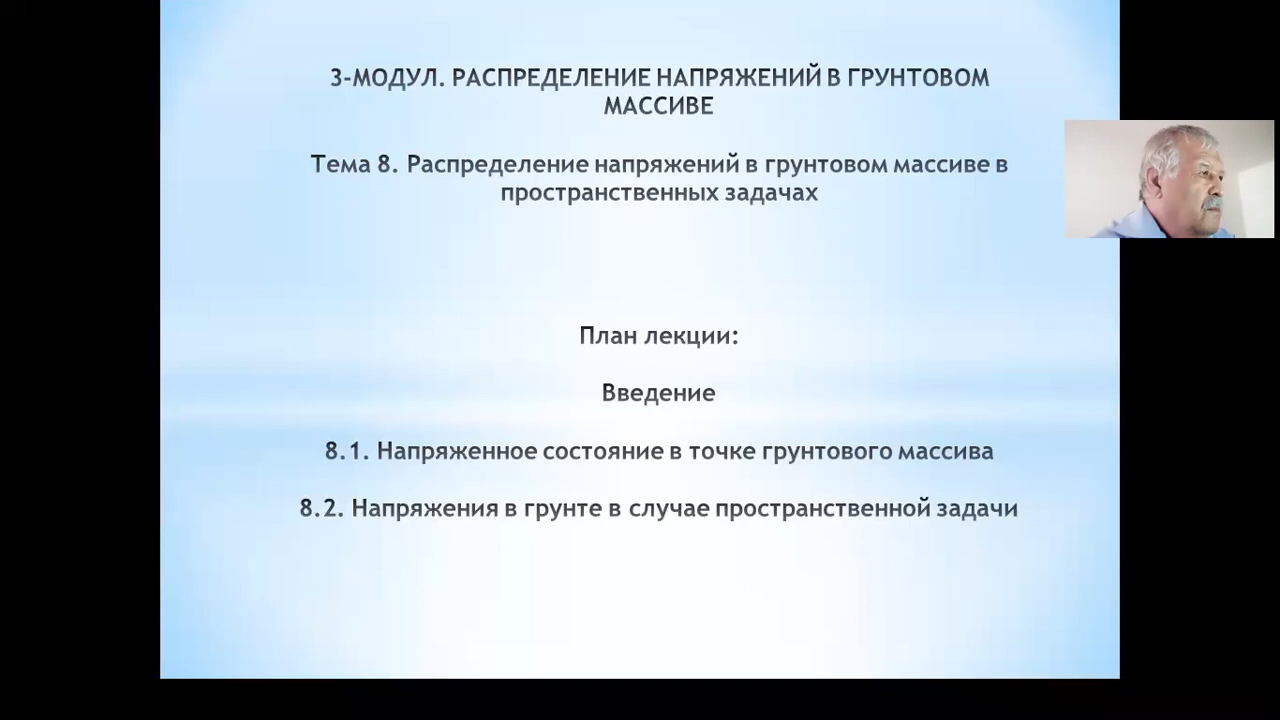 3-МОДУЛ. РАСПРЕДЕЛЕНИЕ НАПРЯЖЕНИЙ В ГРУНТОВОМ
МАССИВЕ
Тема 8. Распределение напряжений в грунтовом массиве в
пространственных задачах
План лекции:
Введение
8.1. Напряженное состояние в точке грунтового массива
8.2. Напряжения в грунте в случае пространственной задачи